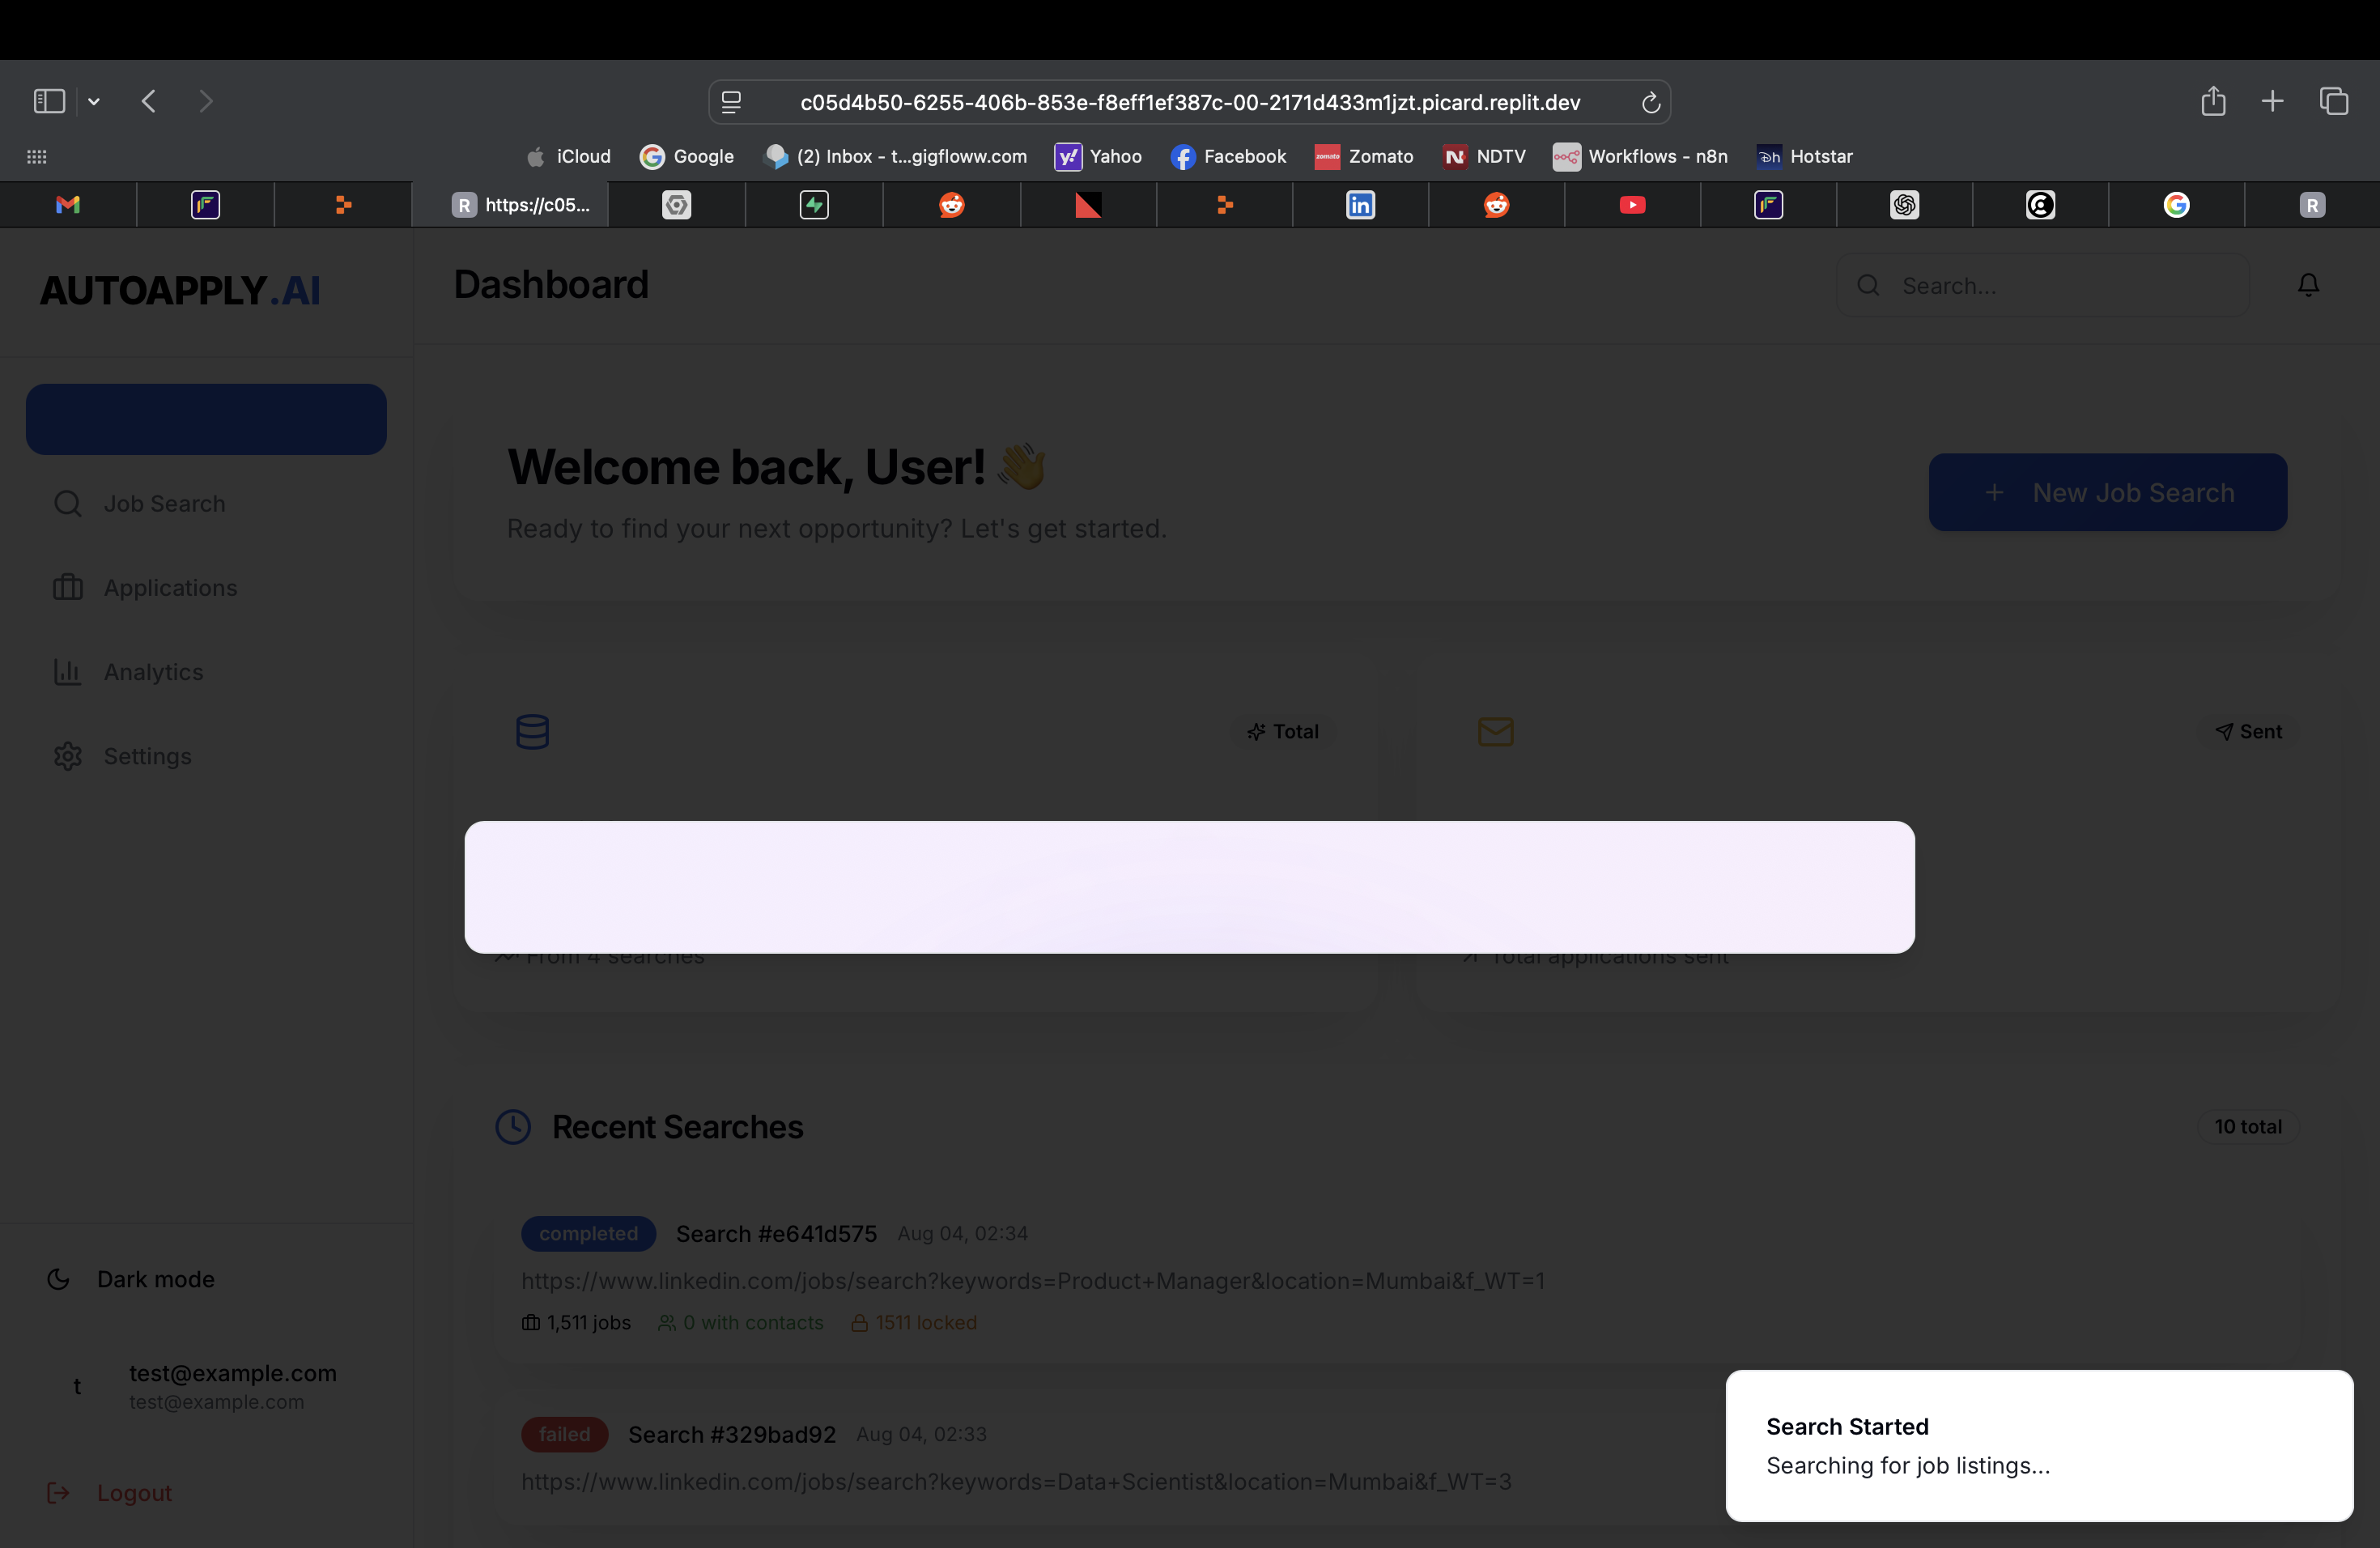 c05d4b50-6255-406b-853e-f8eff1ef387c-00-2171d433m1jzt.picard.replit.dev
iCloud
Google
(2) Inbox - t...gigfloww.com
Yahoo
Facebook
zomato
Zomato
NDTV
Workflows - n8n
Hotstar
R https://c05...
R
AUTOAPPLY.AI
Dashboard
Search...
Job Search
Applications
Analytics
Settings
Welcome back, User! 👋
Ready to find your next opportunity? Let's get started.
+ New Job Search
Total
Sent
From 4 searches
Total applications sent
Recent Searches
10 total
completed Search #e641d575 Aug 04, 02:34
https://www.linkedin.com/jobs/search?keywords=Product+Manager&location=Mumbai&f_WT=1
1,511 jobs 0 with contacts 1511 locked
failed Search #329bad92 Aug 04, 02:33
https://www.linkedin.com/jobs/search?keywords=Data+Scientist&location=Mumbai&f_WT=3
Dark mode
t
test@example.com
test@example.com
Logout
Search Started
Searching for job listings...